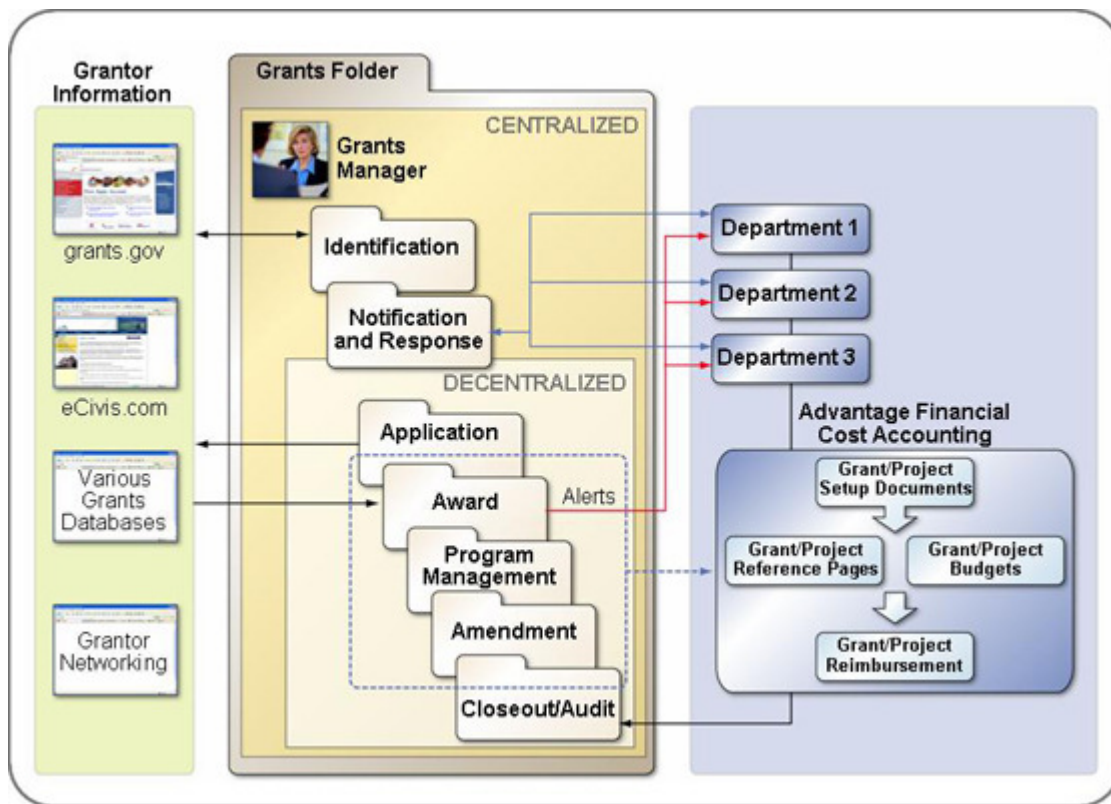 Grantor
Information
grants.gov
eCivis.com
Various
Grants
Databases
Grantor
Networking
Grants Folder
CENTRALIZED
Grants
Manager
Identification
Notification
and Response
DECENTRALIZED
Application
Award
Alerts
Program
Management
Amendment
Closeout/Audit
Department 1
Department 2
Department 3
Advantage Financial
Cost Accounting
Grant/Project
Setup Documents
Grant/Project
Reference Pages
Grant/Project
Budgets
Grant/Project
Reimbursement